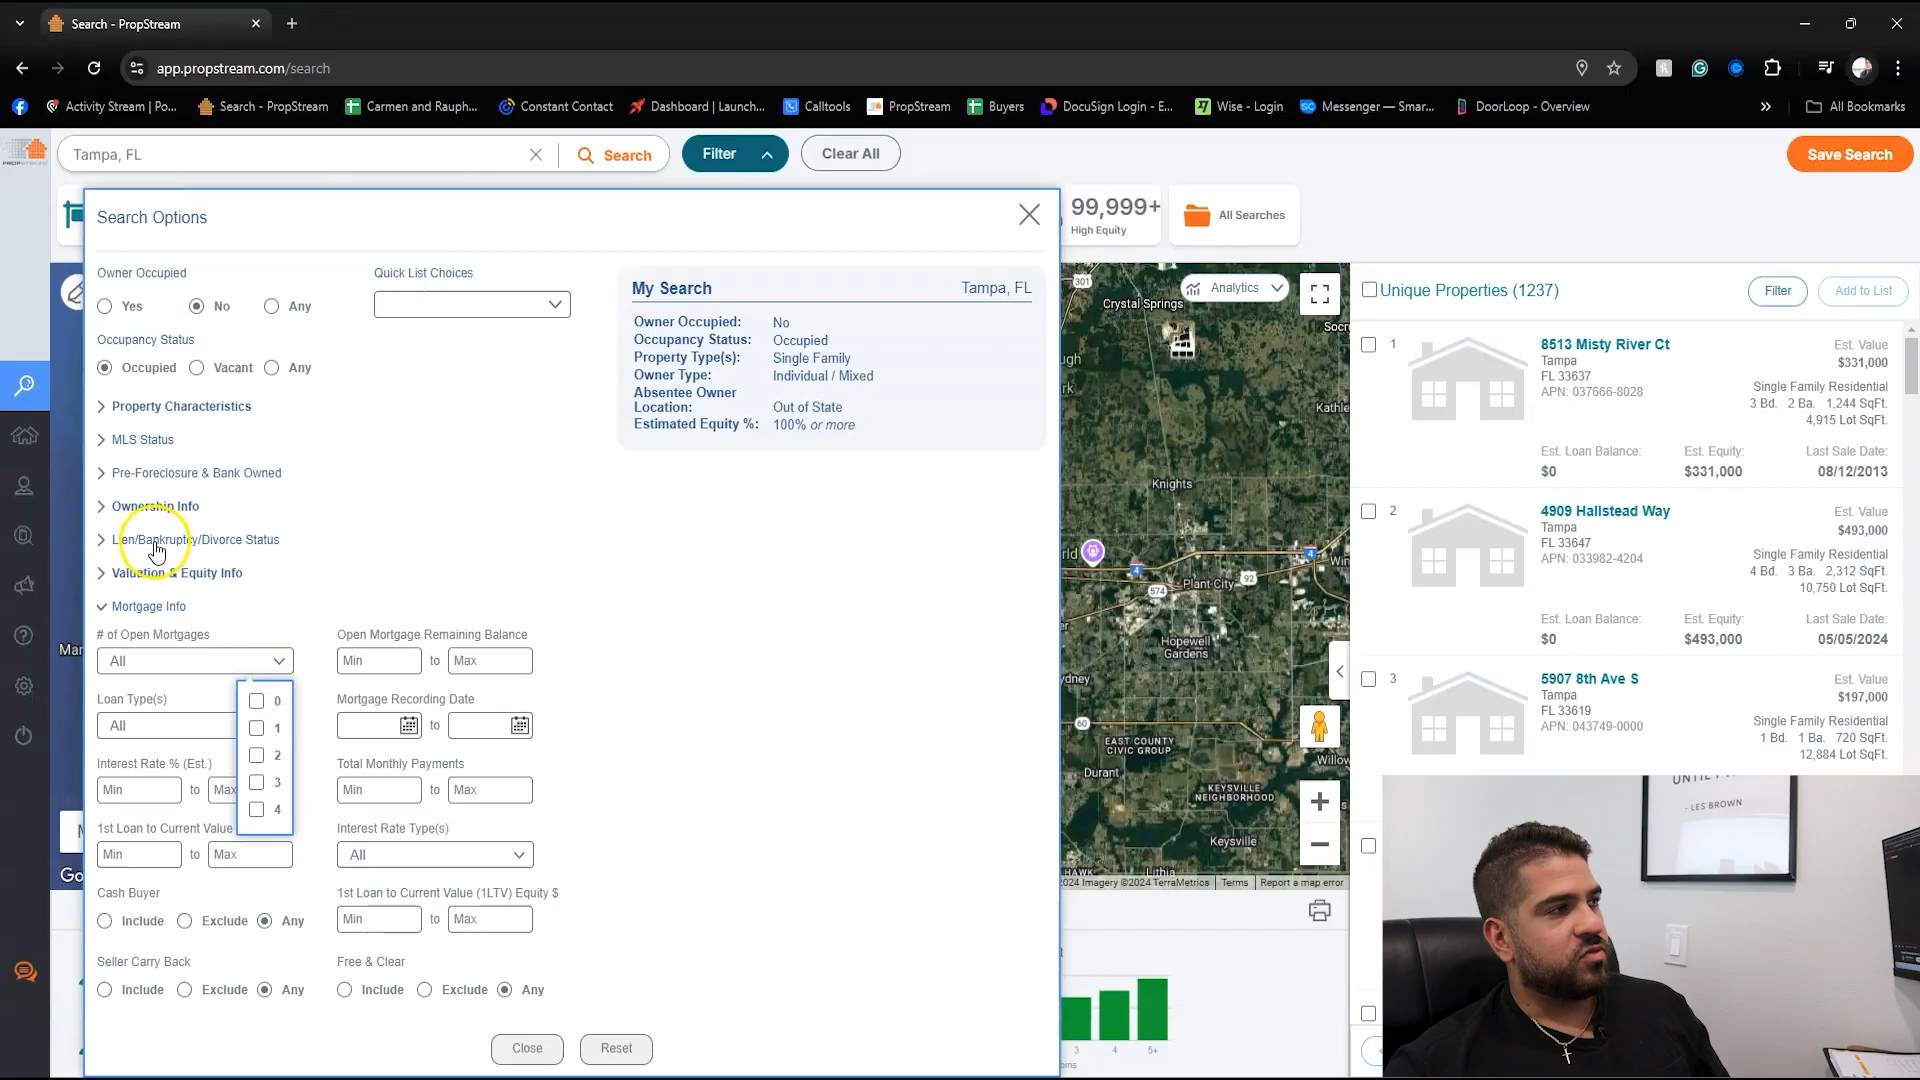 Search - PropStream
app.propstream.com/search
Activity Stream | Po...
Search - PropStream
Carmen and Rauph...
Constant Contact
Dashboard | Launch...
Calltools
PropStream
Buyers
DocuSign Login - E...
Wise - Login
Messenger — Smar...
DoorLoop - Overview
All Bookmarks
Tampa, FL
Search
Filter
Clear All
Save Search
Search Options
99,999+
High Equity
All Searches
Owner Occupied
Yes No Any
Quick List Choices
Occupancy Status
Occupied Vacant Any
Property Characteristics
MLS Status
Pre-Foreclosure & Bank Owned
Ownership Info
Lien/Bankruptcy/Divorce Status
Valuation & Equity Info
Mortgage Info
My Search Tampa, FL
Owner Occupied: No
Occupancy Status: Occupied
Property Type(s): Single Family
Owner Type: Individual / Mixed
Absentee Owner
Location: Out of State
Estimated Equity %: 100% or more
# of Open Mortgages
All
0
1
2
3
4
Open Mortgage Remaining Balance
Min to Max
Loan Type(s)
All
Mortgage Recording Date
to
Interest Rate % (Est.)
Min to Max
Total Monthly Payments
Min to Max
1st Loan to Current Value
Min to Max
Interest Rate Type(s)
All
Cash Buyer
Include Exclude Any
1st Loan to Current Value (1LTV) Equity $
Min to Max
Seller Carry Back
Include Exclude Any
Free & Clear
Include Exclude Any
Close
Reset
Analytics
301
Crystal Springs
Knights
4
4
Plant City
92
574
Hopewell
Gardens
60
EAST COUNTY
CIVIC GROUP
Durant
KEYSVILLE
NEIGHBORHOOD
Keysville
Lithia
2024 Imagery ©2024 TerraMetrics
Terms
Report a map error
3 4 5+
Unique Properties (1237)
Filter
Add to List
1
8513 Misty River Ct
Tampa
FL 33637
APN: 037666-8028
Est. Value
$331,000
Single Family Residential
3 Bd. 2 Ba. 1,244 SqFt.
4,915 Lot SqFt.
Est. Loan Balance: Est. Equity: Last Sale Date:
$0 $331,000 08/12/2013
2
4909 Hallstead Way
Tampa
FL 33647
APN: 033982-4204
Est. Value
$493,000
Single Family Residential
4 Bd. 3 Ba. 2,312 SqFt.
10,750 Lot SqFt.
Est. Loan Balance: Est. Equity: Last Sale Date:
$0 $493,000 05/05/2024
3
5907 8th Ave S
Tampa
FL 33619
APN: 043749-0000
Est. Value
$197,000
Single Family Residential
1 Bd. 1 Ba. 720 SqFt.
12,884 Lot SqFt.
- LES BROWN